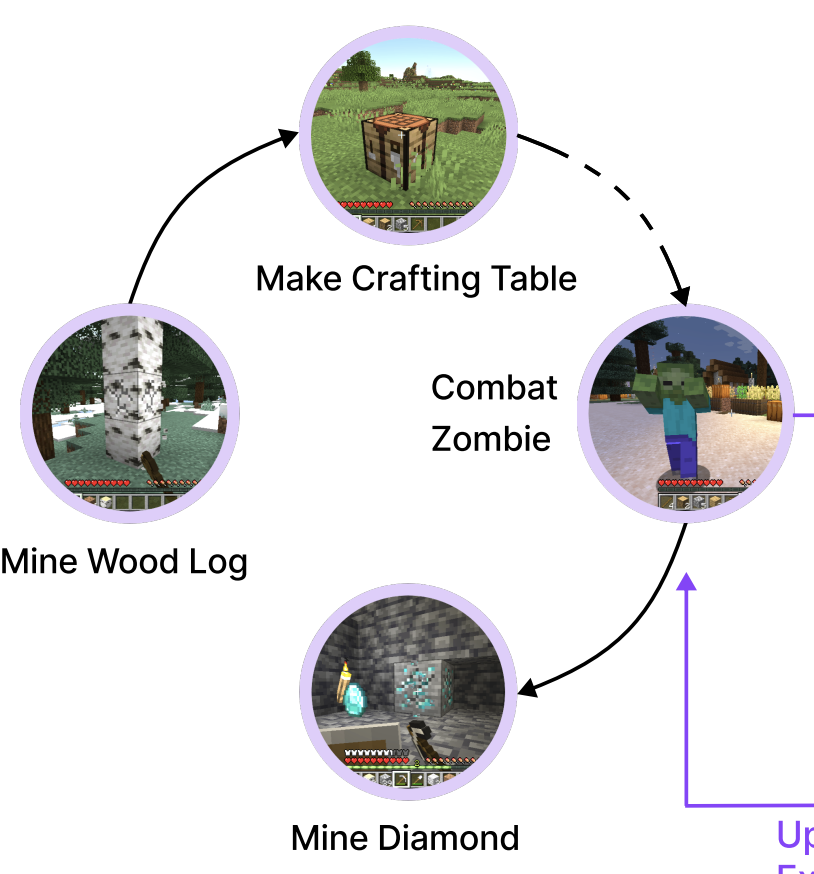 Make Crafting Table
Combat
Zombie
Mine Wood Log
Mine Diamond